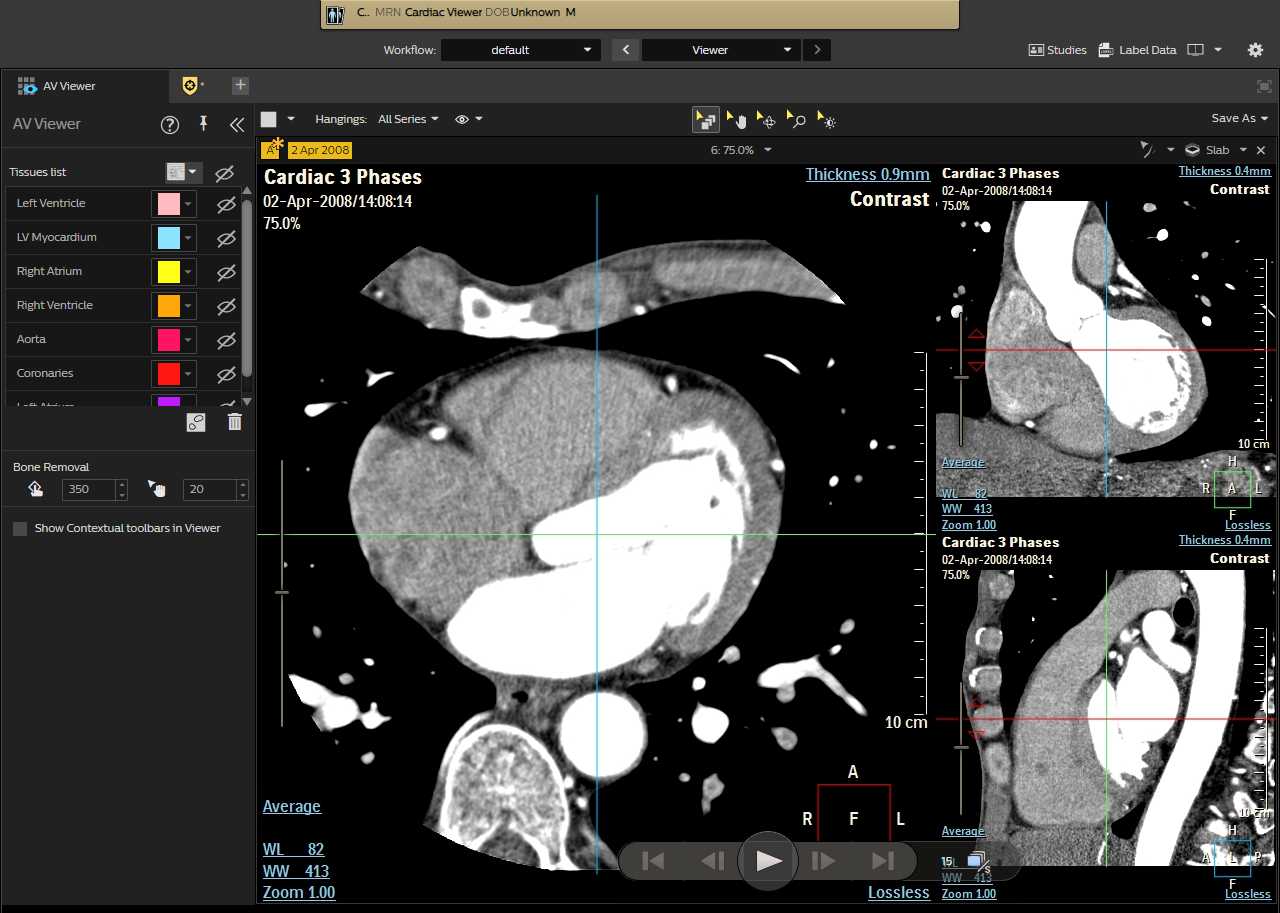 C.. MRN Cardiac Viewer DOB Unknown M
Workflow: default Viewer Studies Label Data
AV Viewer
AV Viewer
Hangings: All Series Save As
A 2 Apr 2008 6: 75.0% Slab
Tissues list
Left Ventricle
LV Myocardium
Right Atrium
Right Ventricle
Aorta
Coronaries
Left Atrium
Bone Removal
350 20
Show Contextual toolbars in Viewer
Cardiac 3 Phases Thickness 0.9mm
02-Apr-2008/14:08:14 Contrast
75.0%
10 cm
A
R F L
Average
WL 82
WW 413
Zoom 1.00 Lossless
Cardiac 3 Phases Thickness 0.4mm
02-Apr-2008/14:08:14 Contrast
75.0%
10 cm
Average
H
R A L
F
WL 82
WW 413
Zoom 1.00 Lossless
Cardiac 3 Phases Thickness 0.4mm
02-Apr-2008/14:08:14 Contrast
75.0%
10 cm
Average
H
A L P
F
15 /s
WW 413
Zoom 1.00 Lossless